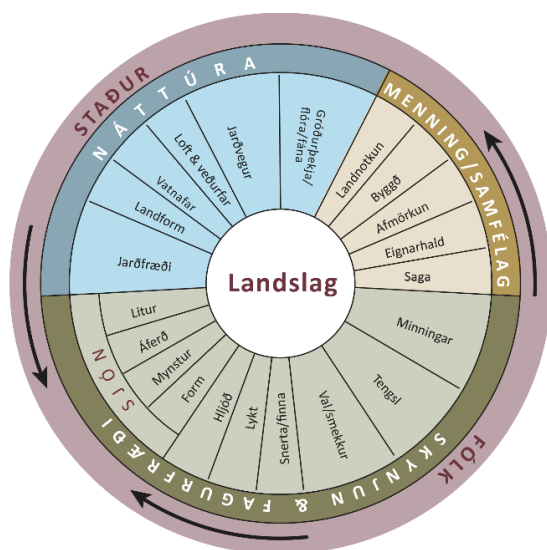 STAÐUR
NÁTTÚRA
MENNING/SAMFÉLAG
Jarðfræði
Landform
Vatnafar
Loft & veðurfar
Jarðvegur
Gróðurþekja/
flóra/fána
Landnotkun
Byggð
Afmörkun
Eignarhald
Saga
Landslag
Minningar
Tengsl
Val/smekkur
Snerta/finna
Lykt
Hljóð
Form
Mynstur
Áferð
Litur
SJÓN
SKYNJUN & FAGURFRÆÐI
FÓLK